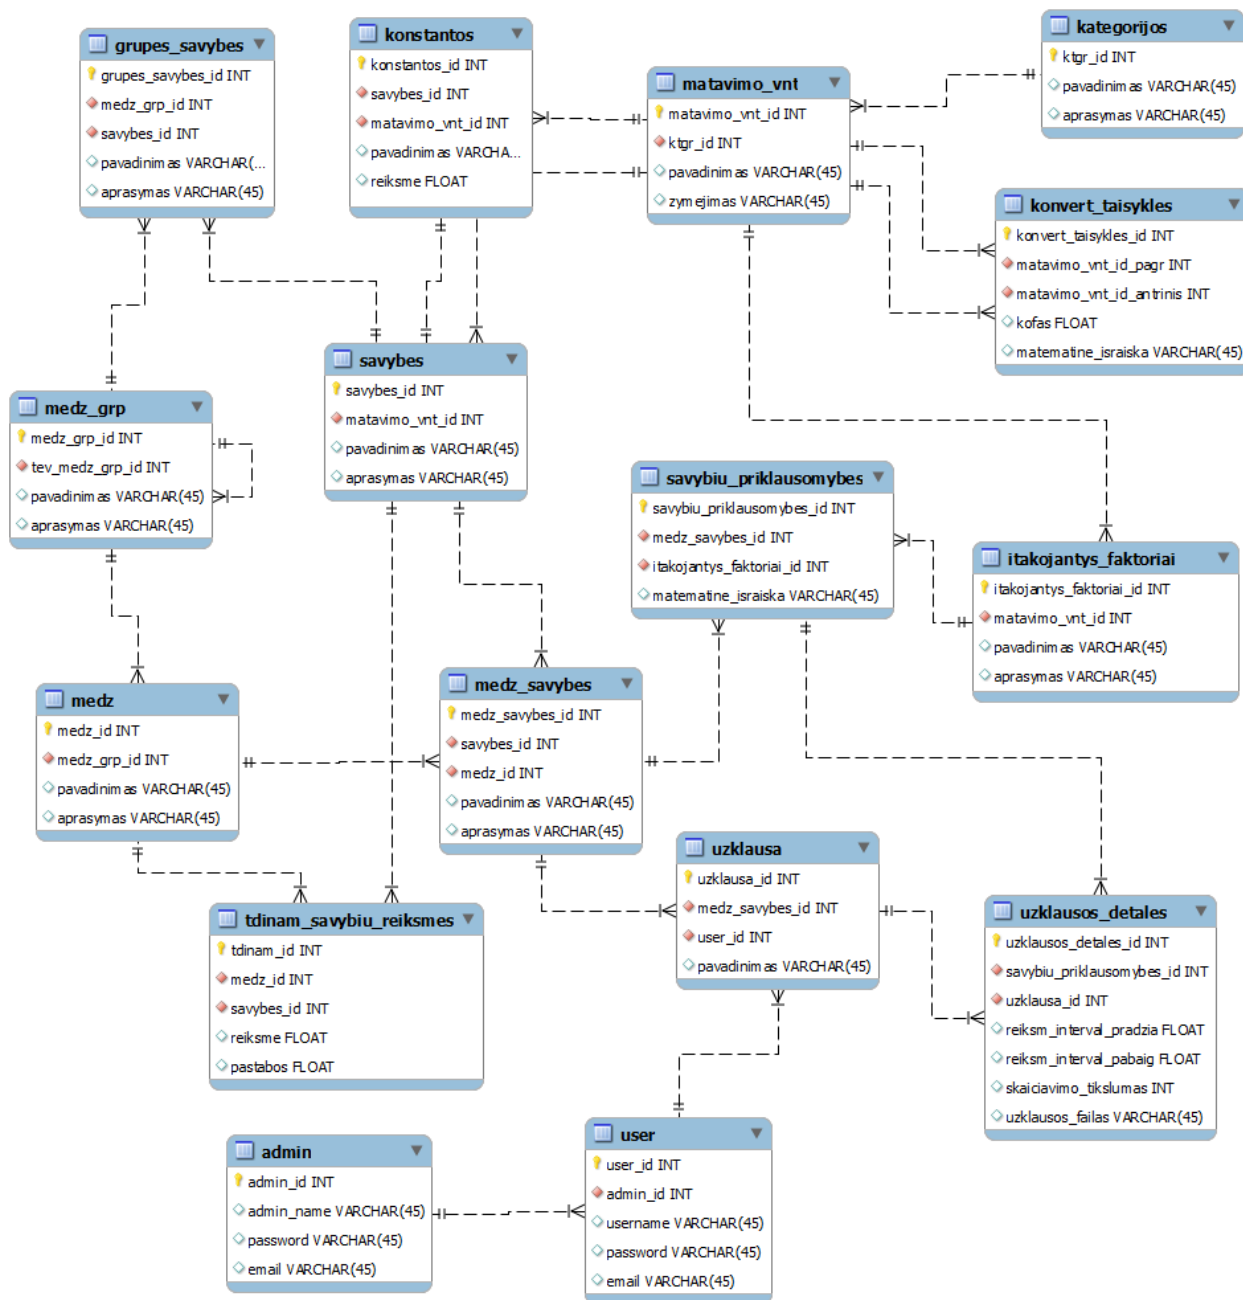 grupes_savybes
grupes_savybes_id INT
medz_grp_id INT
savybes_id INT
pavadinimas VARCHAR(...
aprasymas VARCHAR(45)
konstantos
konstantos_id INT
savybes_id INT
matavimo_vnt_id INT
pavadinimas VARCHA...
reiksme FLOAT
matavimo_vnt
matavimo_vnt_id INT
ktgr_id INT
pavadinimas VARCHAR(45)
zymejimas VARCHAR(45)
kategorijos
ktgr_id INT
pavadinimas VARCHAR(45)
aprasymas VARCHAR(45)
konvert_taisykles
konvert_taisykles_id INT
matavimo_vnt_id_pagr INT
matavimo_vnt_id_antrinis INT
kofas FLOAT
matematine_israiska VARCHAR(45)
savybes
savybes_id INT
matavimo_vnt_id INT
pavadinimas VARCHAR(45)
aprasymas VARCHAR(45)
medz_grp
medz_grp_id INT
tev_medz_grp_id INT
pavadinimas VARCHAR(45)
aprasymas VARCHAR(45)
savybiu_priklausomybes
savybiu_priklausomybes_id INT
medz_savybes_id INT
itakojantys_faktoriai_id INT
matematine_israiska VARCHAR(45)
itakojantys_faktoriai
itakojantys_faktoriai_id INT
matavimo_vnt_id INT
pavadinimas VARCHAR(45)
aprasymas VARCHAR(45)
medz
medz_id INT
medz_grp_id INT
pavadinimas VARCHAR(45)
aprasymas VARCHAR(45)
medz_savybes
medz_savybes_id INT
savybes_id INT
medz_id INT
pavadinimas VARCHAR(45)
aprasymas VARCHAR(45)
uzklausa
uzklausa_id INT
medz_savybes_id INT
user_id INT
pavadinimas VARCHAR(45)
tdinam_savybiu_reiksmes
tdinam_id INT
medz_id INT
savybes_id INT
reiksme FLOAT
pastabos FLOAT
uzklausos_detales
uzklausos_detales_id INT
savybiu_priklausomybes_id INT
uzklausa_id INT
reiksm_interval_pradzia FLOAT
reiksm_interval_pabaig FLOAT
skaiciavimo_tikslumas INT
uzklausos_failas VARCHAR(45)
admin
admin_id INT
admin_name VARCHAR(45)
password VARCHAR(45)
email VARCHAR(45)
user
user_id INT
admin_id INT
username VARCHAR(45)
password VARCHAR(45)
email VARCHAR(45)